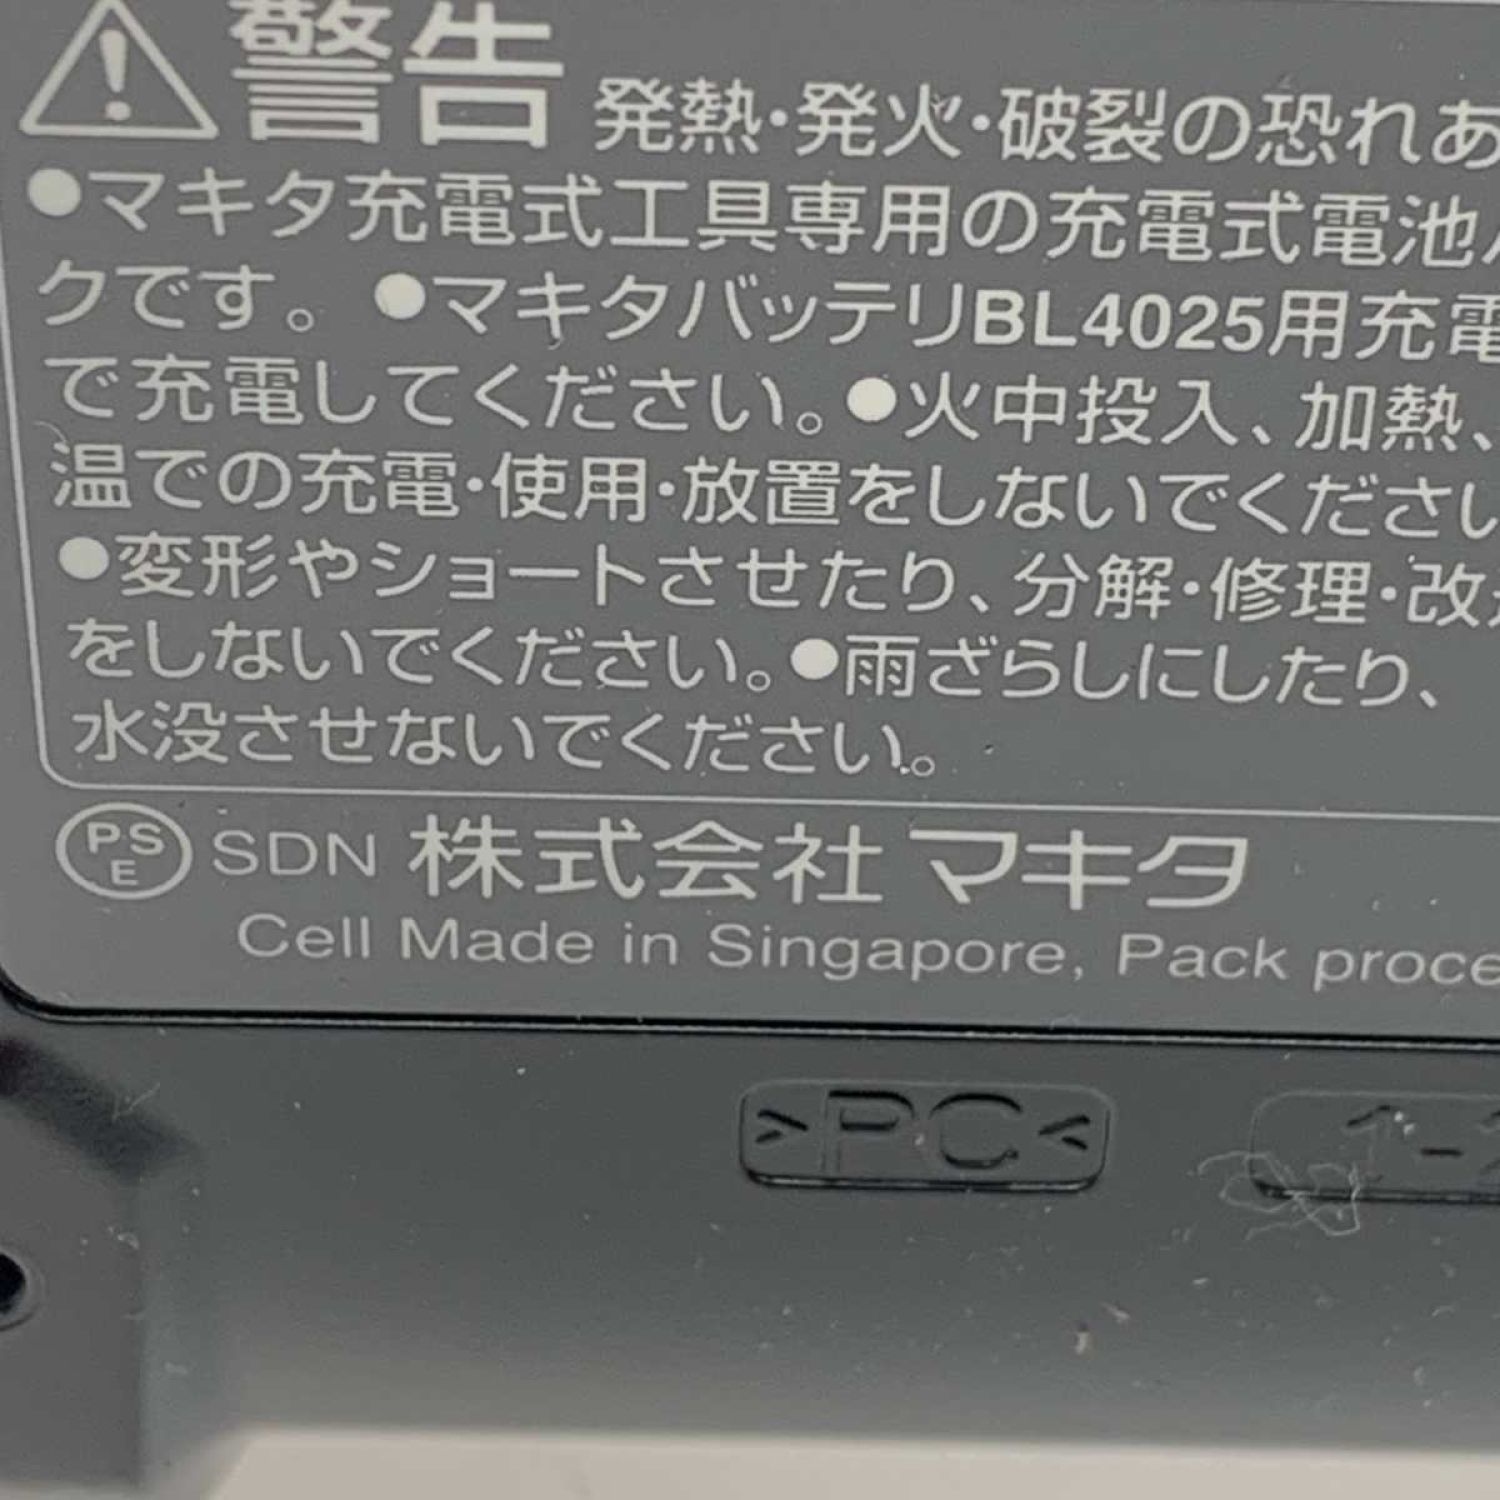 警告 発熱・発火・破裂の恐れあ
●マキタ充電式工具専用の充電式電池
クです。 ●マキタバッテリBL4025用充電
で充電してください。●火中投入、加熱、
温での充電・使用・放置をしないでください
●変形やショートさせたり、分解・修理・改
をしないでください。●雨ざらしにしたり、
水没させないでください。
PS
E
SDN 株式会社 マキタ
Cell Made in Singapore, Pack proce
>PC<
1-